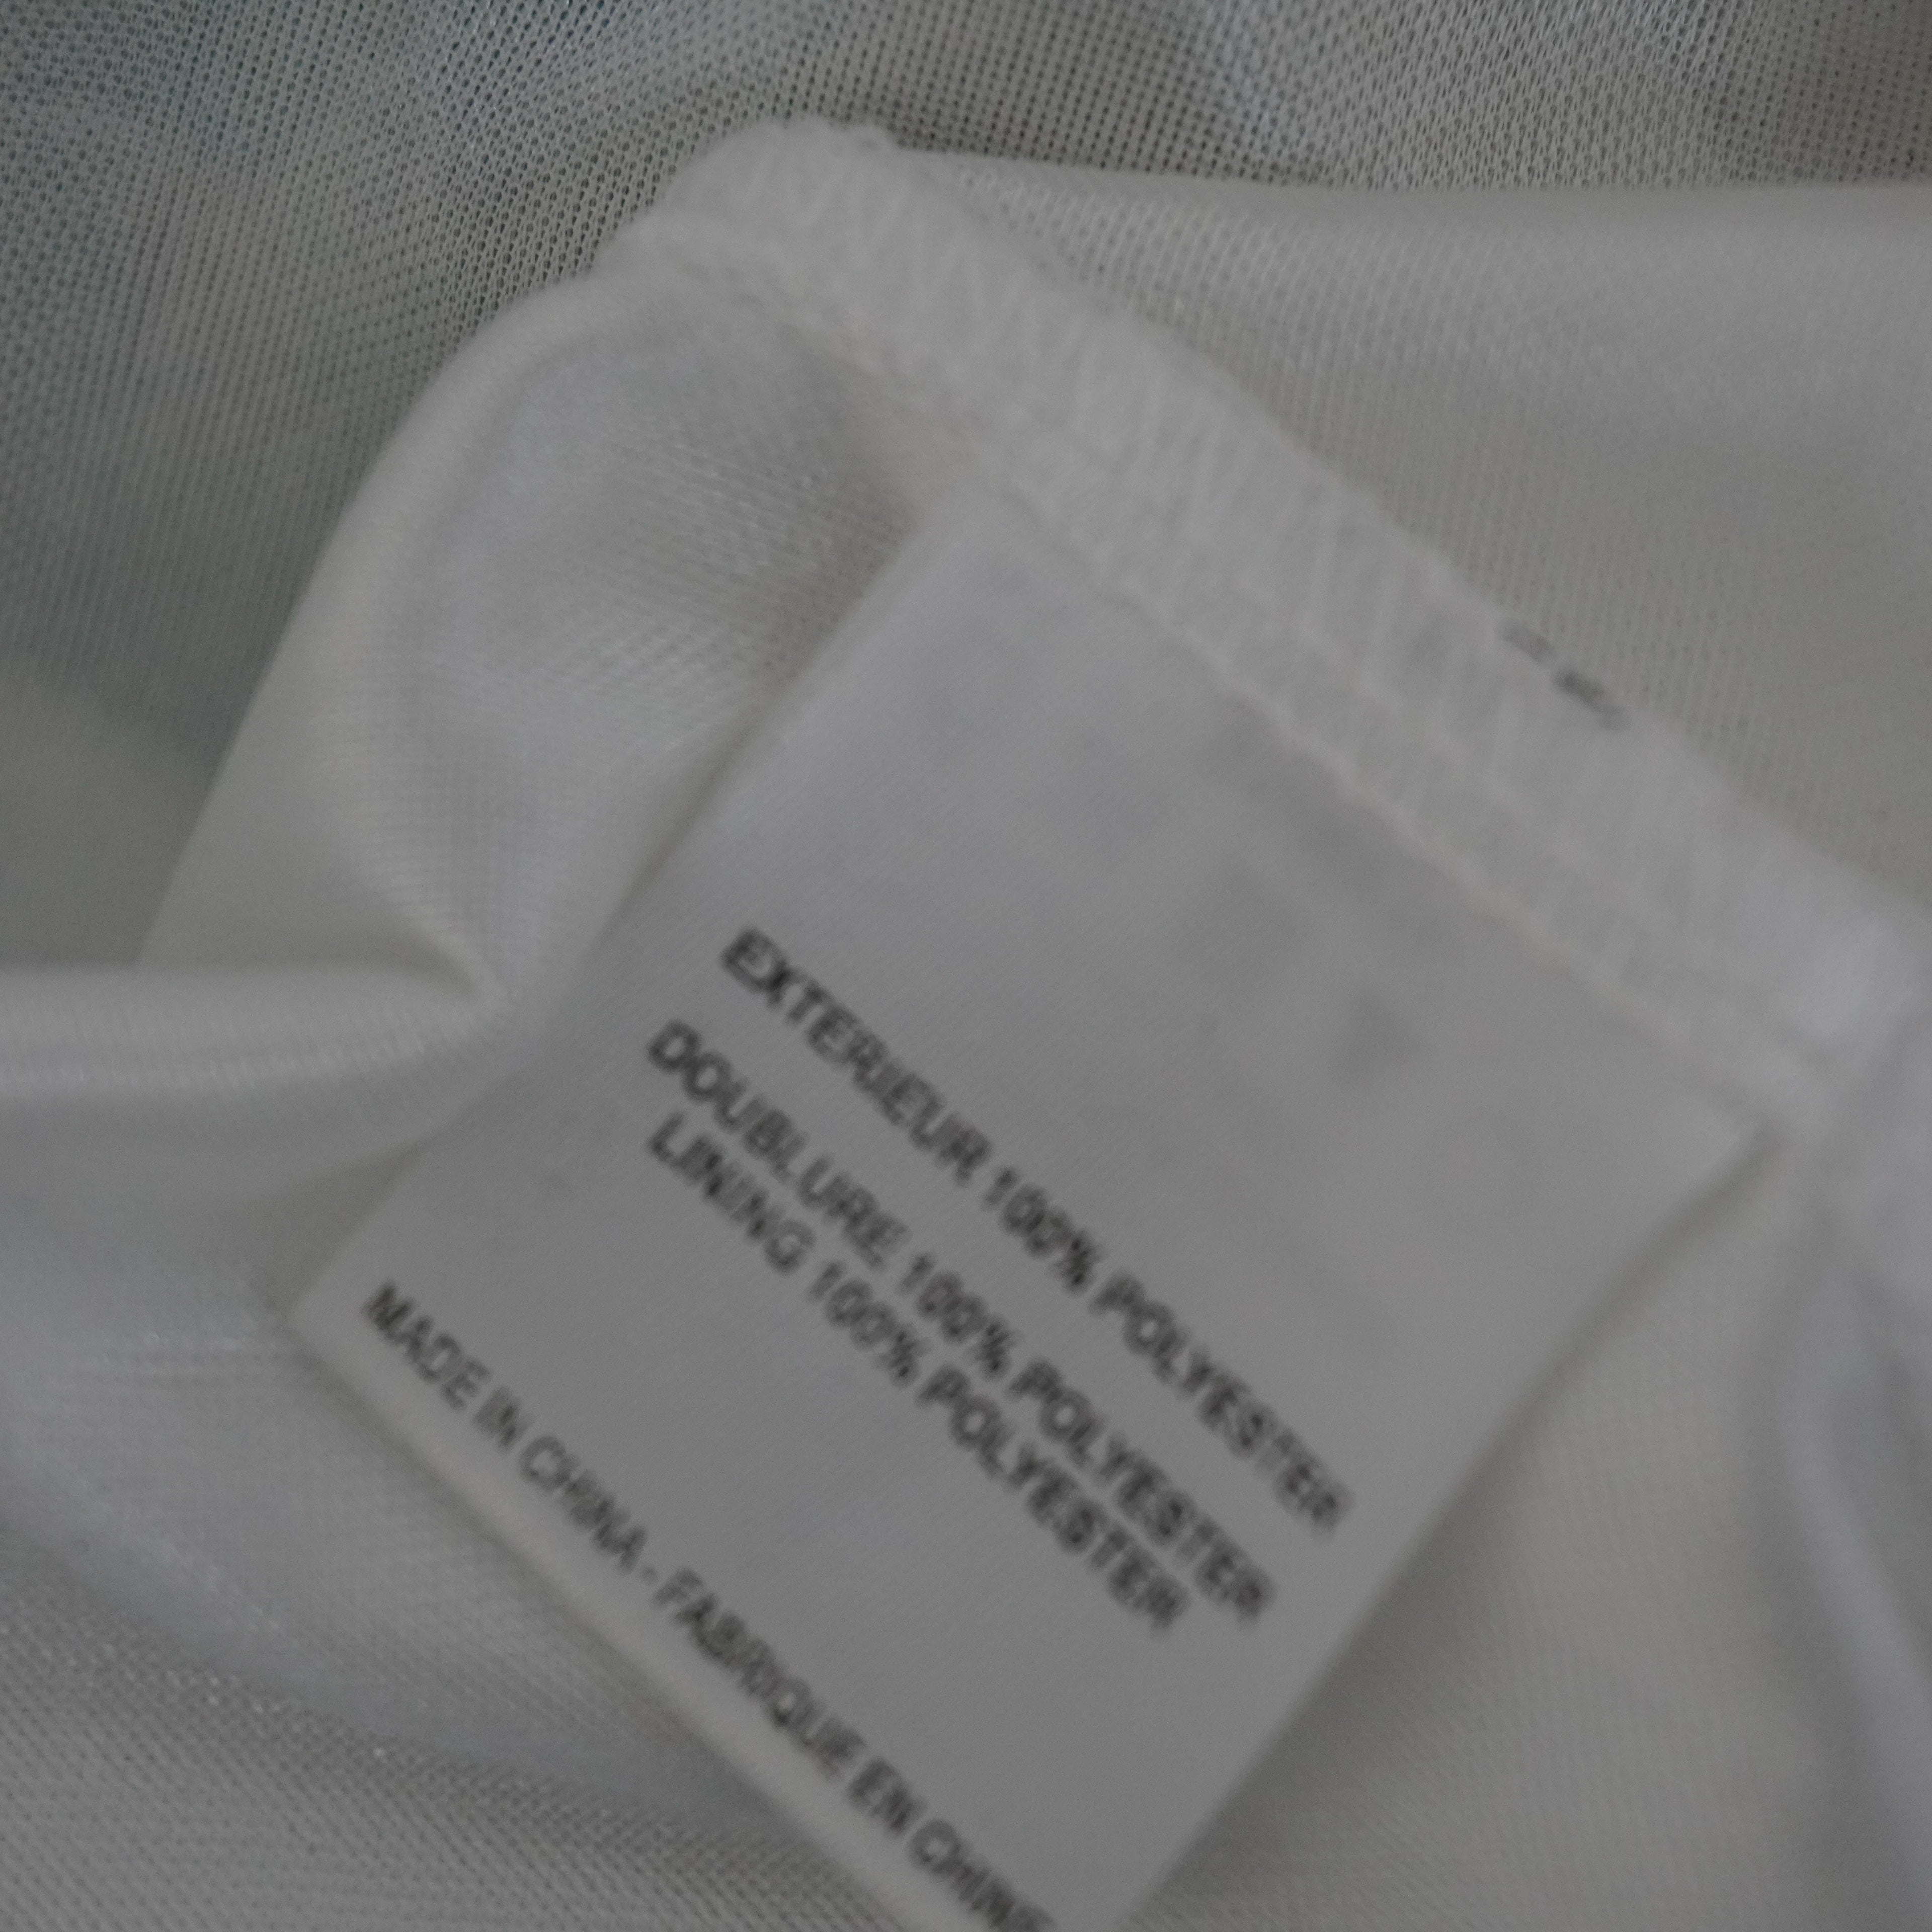 EXTERIEUR 100% POLYESTER
DOUBLURE 100% POLYESTER
LINING 100% POLYESTER
MADE IN CHINA - FABRIQUE EN CHINE